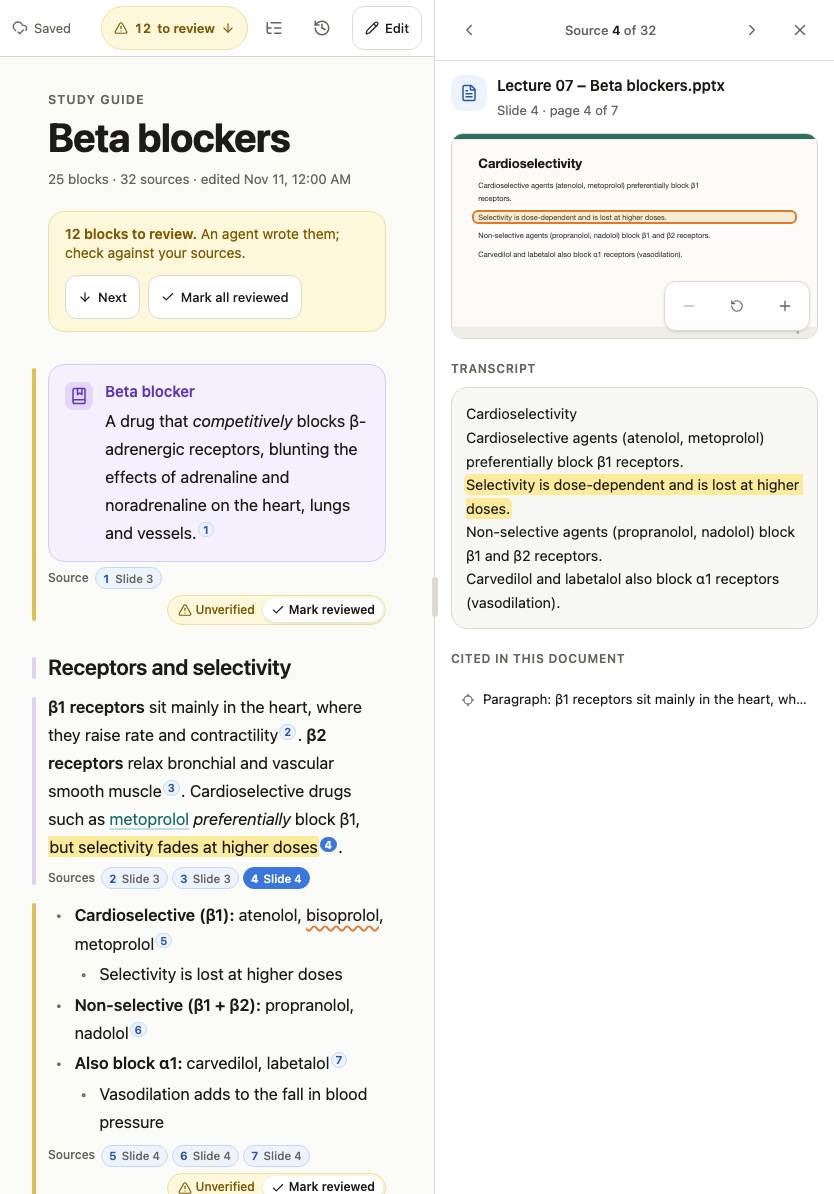 Saved
12 to review
Edit
STUDY GUIDE
Beta blockers
25 blocks · 32 sources · edited Nov 11, 12:00 AM
12 blocks to review. An agent wrote them;
check against your sources.
Next
Mark all reviewed
Beta blocker
A drug that competitively blocks β-
adrenergic receptors, blunting the
effects of adrenaline and
noradrenaline on the heart, lungs
and vessels. 1
Source 1 Slide 3
Unverified Mark reviewed
Receptors and selectivity
β1 receptors sit mainly in the heart, where
they raise rate and contractility 2 . β2
receptors relax bronchial and vascular
smooth muscle 3 . Cardioselective drugs
such as metoprolol preferentially block β1,
but selectivity fades at higher doses 4 .
Sources 2 Slide 3 3 Slide 3 4 Slide 4
• Cardioselective (β1): atenolol, bisoprolol,
metoprolol 5
◦ Selectivity is lost at higher doses
• Non-selective (β1 + β2): propranolol,
nadolol 6
• Also block α1: carvedilol, labetalol 7
◦ Vasodilation adds to the fall in blood
pressure
Sources 5 Slide 4 6 Slide 4 7 Slide 4
Unverified Mark reviewed
Source 4 of 32
Lecture 07 – Beta blockers.pptx
Slide 4 · page 4 of 7
Cardioselectivity
Cardioselective agents (atenolol, metoprolol) preferentially block β1
receptors.
Selectivity is dose-dependent and is lost at higher doses.
Non-selective agents (propranolol, nadolol) block β1 and β2 receptors.
Carvedilol and labetalol also block α1 receptors (vasodilation).
TRANSCRIPT
Cardioselectivity
Cardioselective agents (atenolol, metoprolol)
preferentially block β1 receptors.
Selectivity is dose-dependent and is lost at higher
doses.
Non-selective agents (propranolol, nadolol) block
β1 and β2 receptors.
Carvedilol and labetalol also block α1 receptors
(vasodilation).
CITED IN THIS DOCUMENT
Paragraph: β1 receptors sit mainly in the heart, wh...